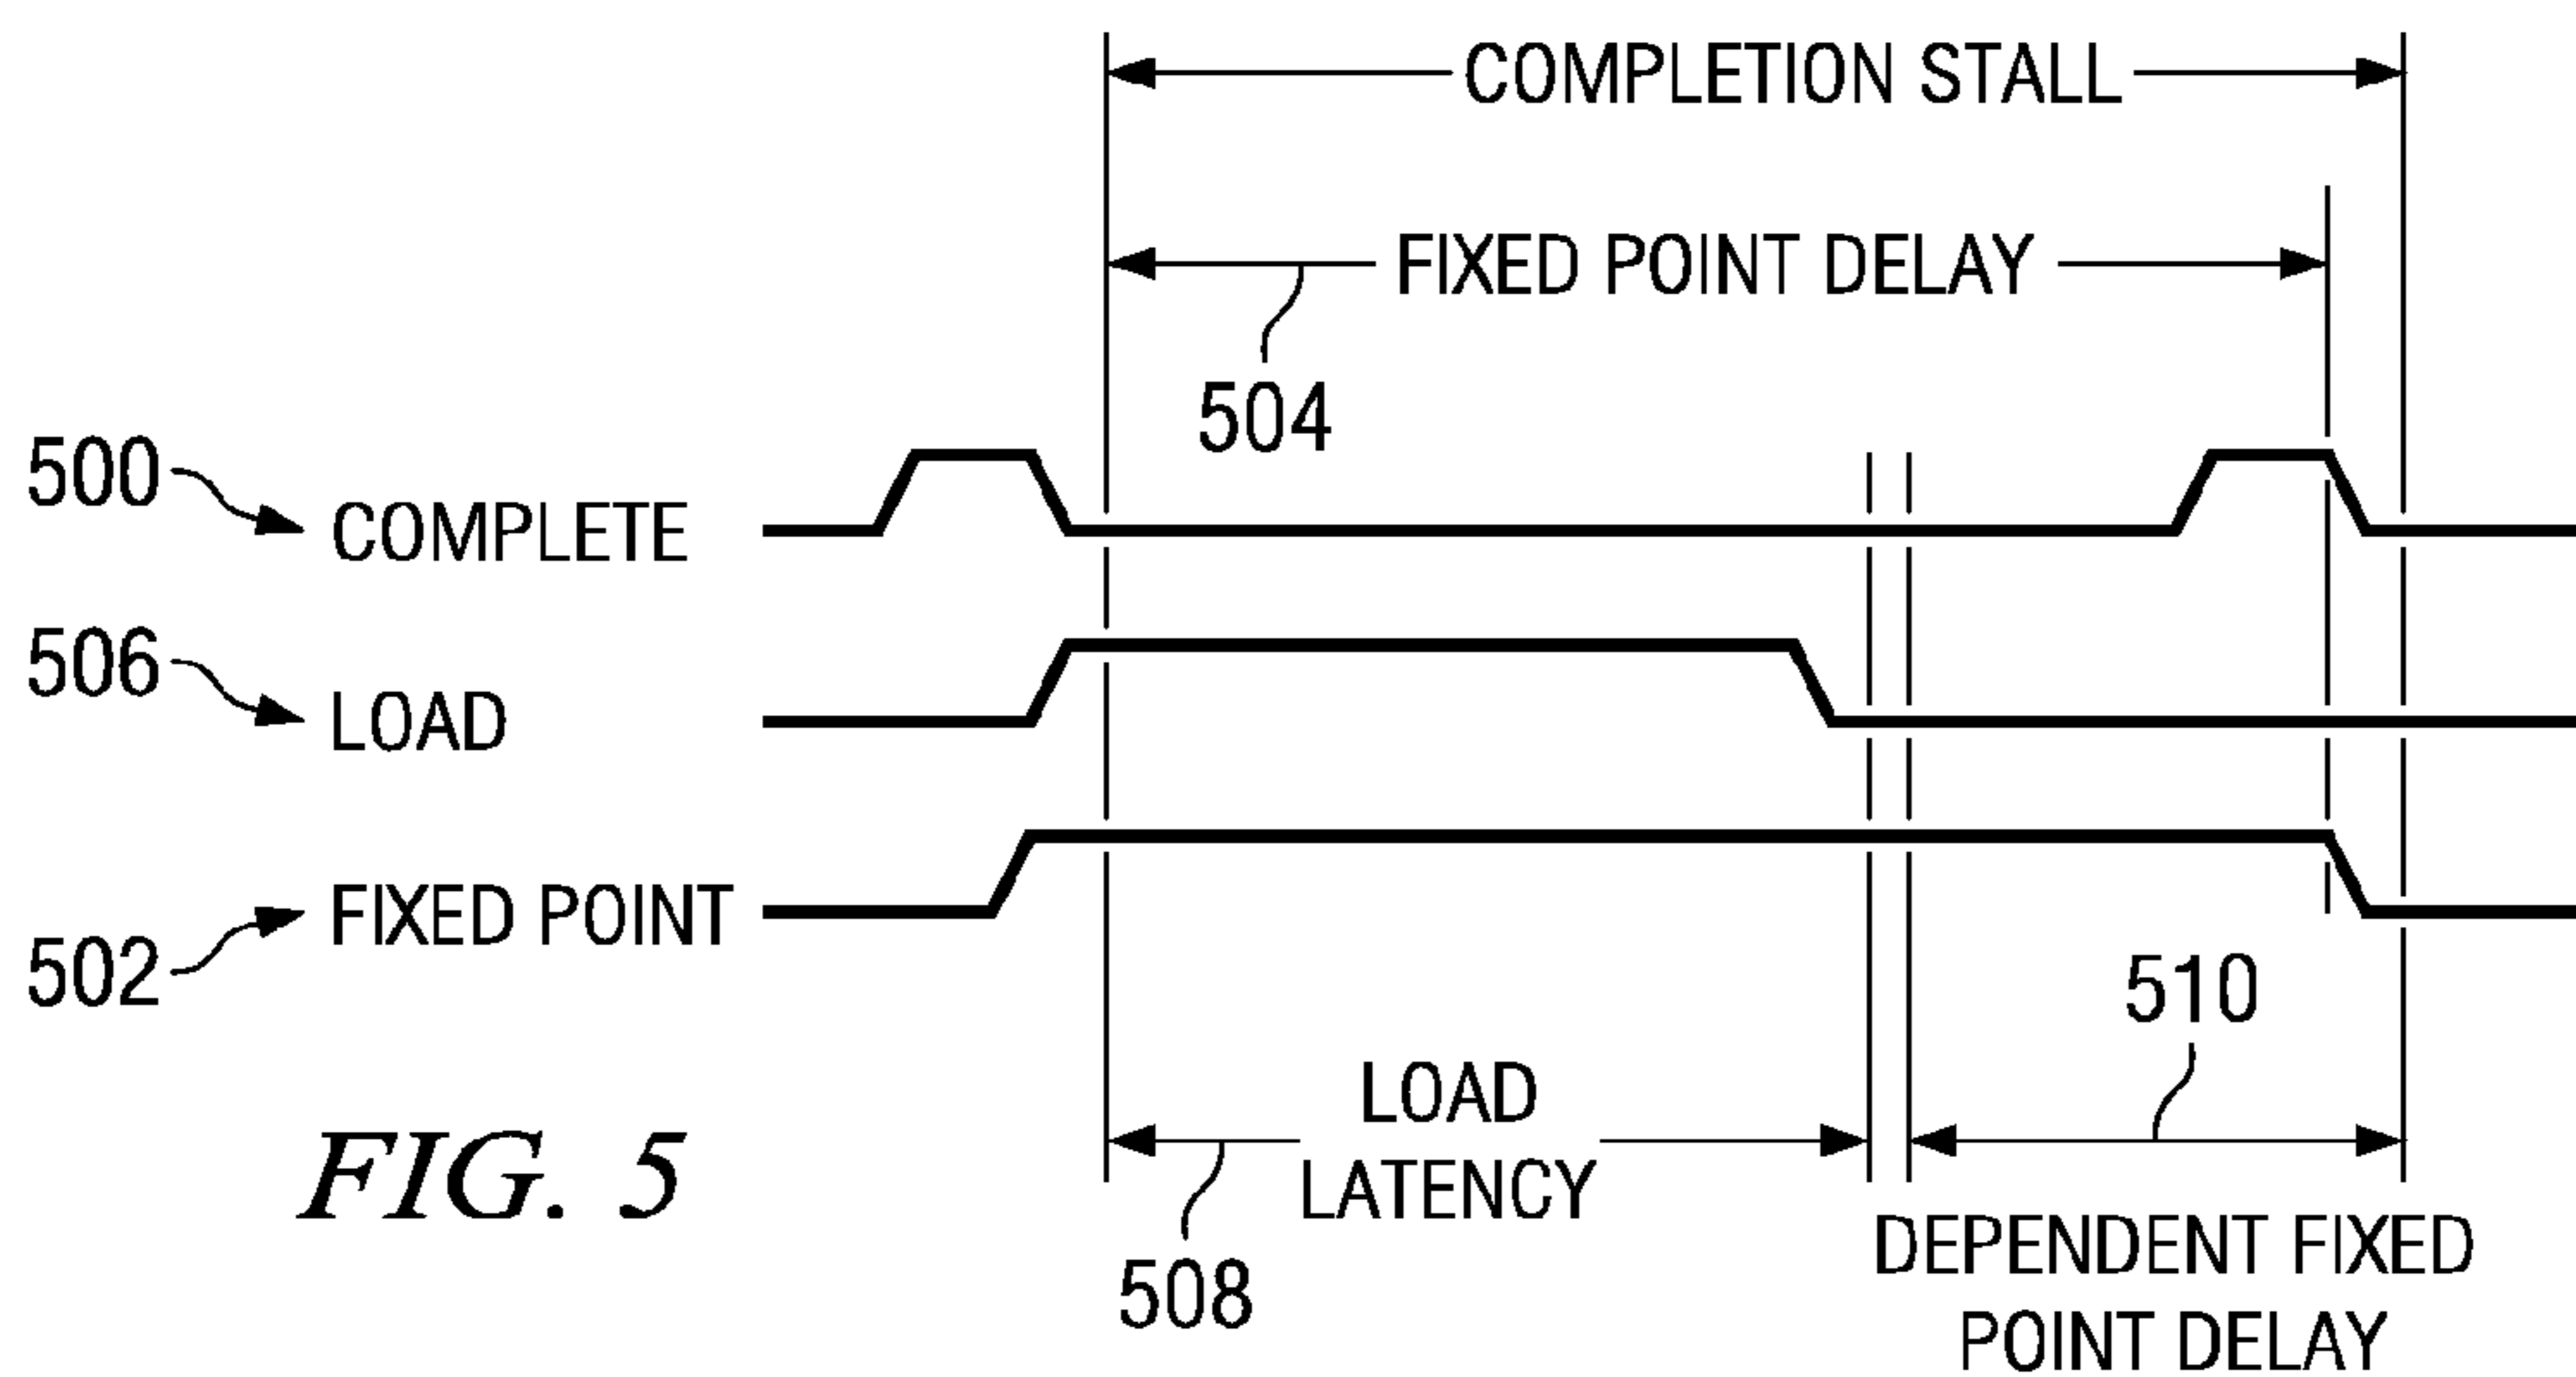 COMPLETION STALL
FIXED POINT DELAY
504
500
COMPLETE
506
LOAD
FIXED POINT
502
510
LOAD
LATENCY
FIG. 5
508
DEPENDENT FIXED
POINT DELAY